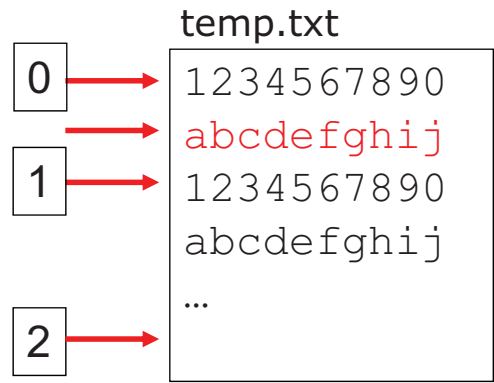 temp.txt
0 1234567890
abcdefghij
1 1234567890
abcdefghij
…
2